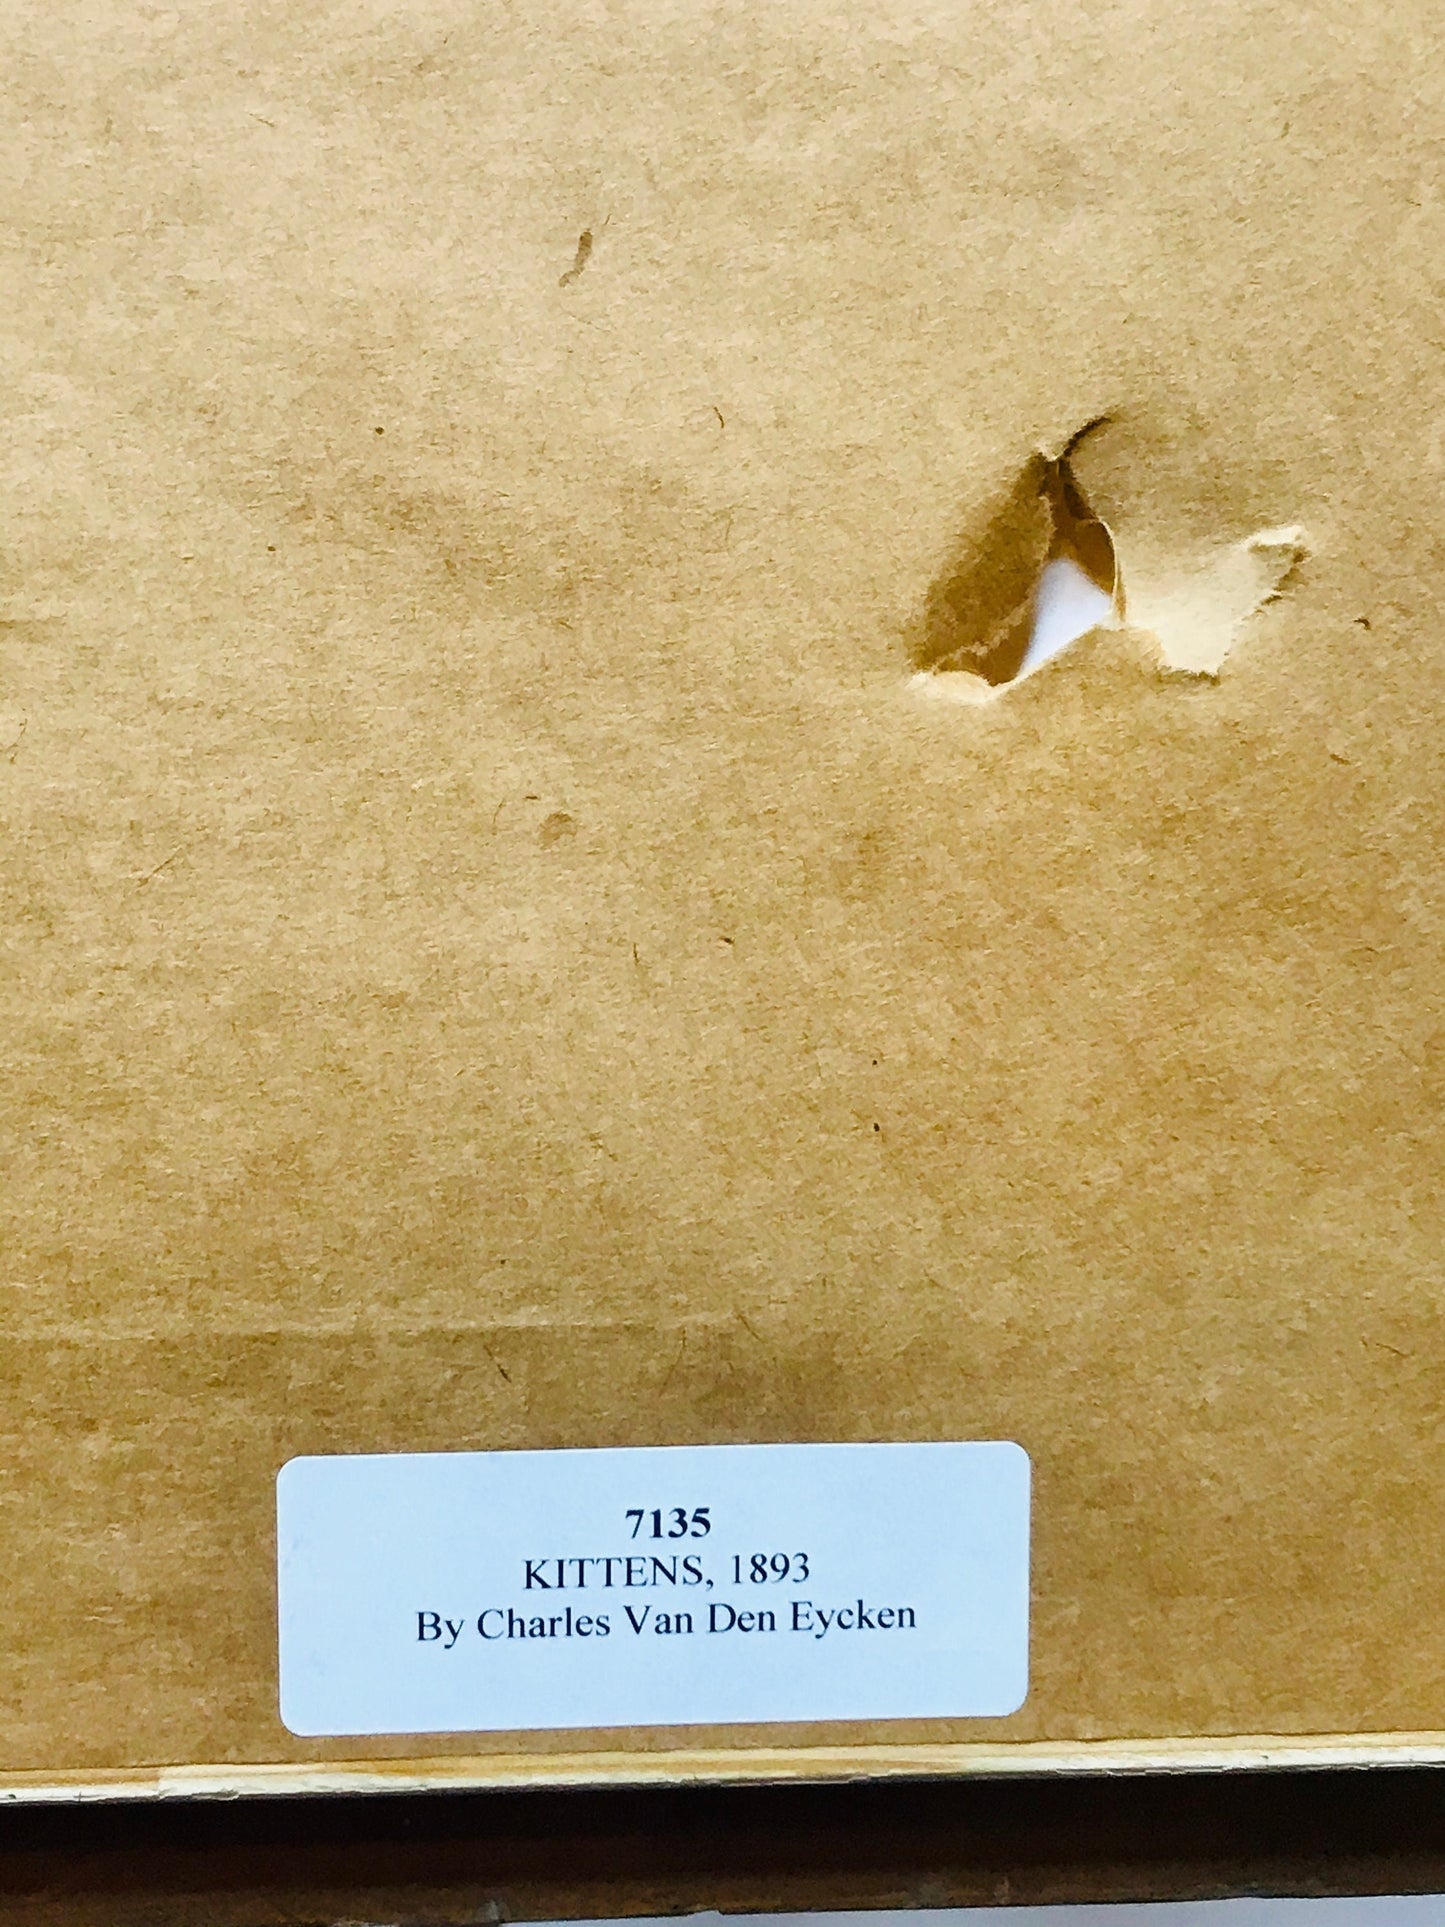 7135
KITTENS, 1893
By Charles Van Den Eycken